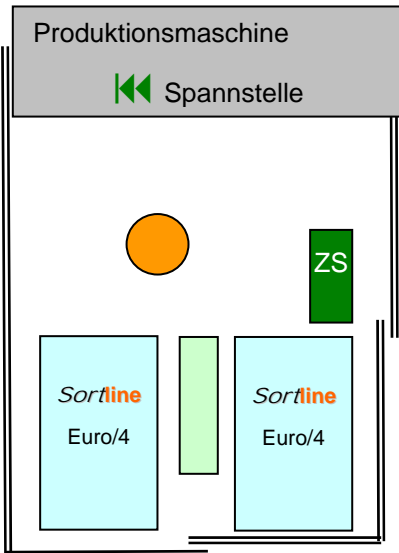 Produktionsmaschine
Spannstelle
ZS
Sortline
Euro/4
Sortline
Euro/4